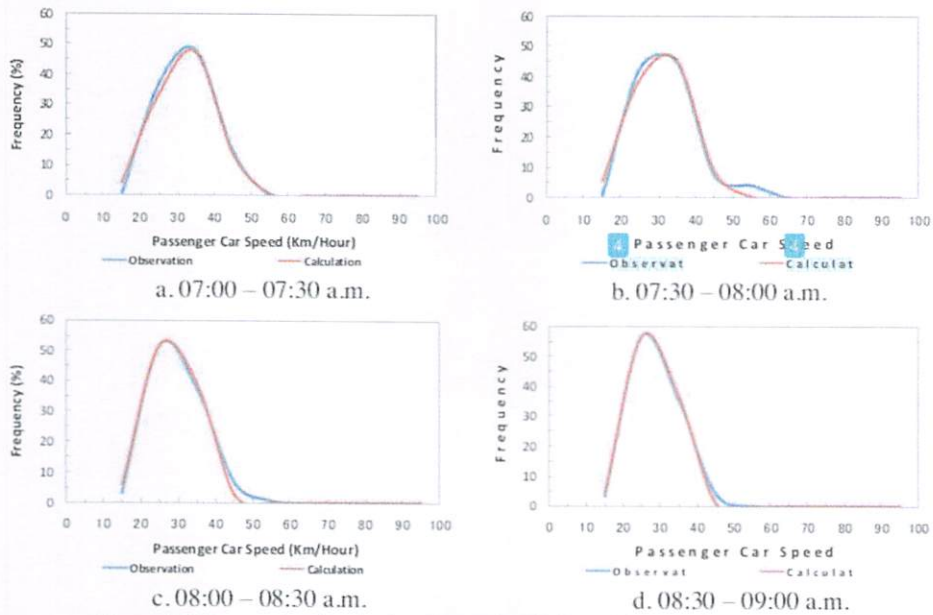 60
50
40
30
20
10
0
Frequency (%)
0 10 20 30 40 50 60 70 80 90 100
Passenger Car Speed (Km/Hour)
Observation Calculation
a. 07:00 – 07:30 a.m.
60
50
40
30
20
10
0
Frequency
0 10 20 30 40 50 60 70 80 90 100
4 Passenger Car Speed 4
Observat Calculat
b. 07:30 – 08:00 a.m.
60
50
40
30
20
10
0
Frequency (%)
0 10 20 30 40 50 60 70 80 90 100
Passenger Car Speed (Km/Hour)
Observation Calculation
c. 08:00 – 08:30 a.m.
60
50
40
30
20
10
0
Frequency
0 10 20 30 40 50 60 70 80 90 100
Passenger Car Speed
Observat Calculat
d. 08:30 – 09:00 a.m.